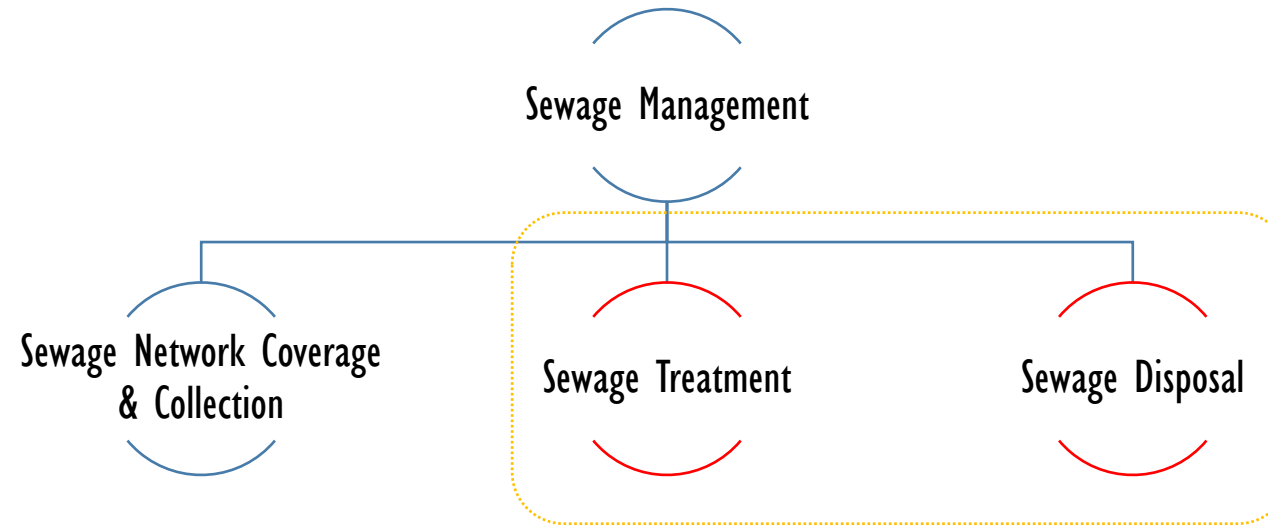 Sewage Management
Sewage Network Coverage
& Collection
Sewage Treatment
Sewage Disposal